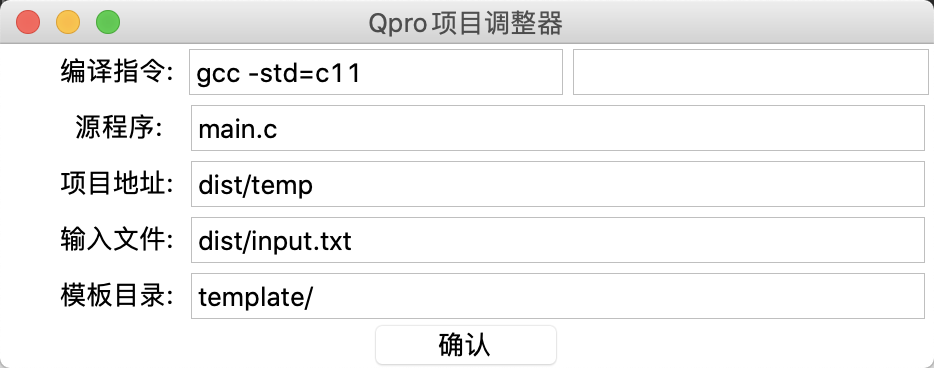 Qpro项目调整器
编译指令: gcc -std=c11
源程序: main.c
项目地址: dist/temp
输入文件: dist/input.txt
模板目录: template/
确认